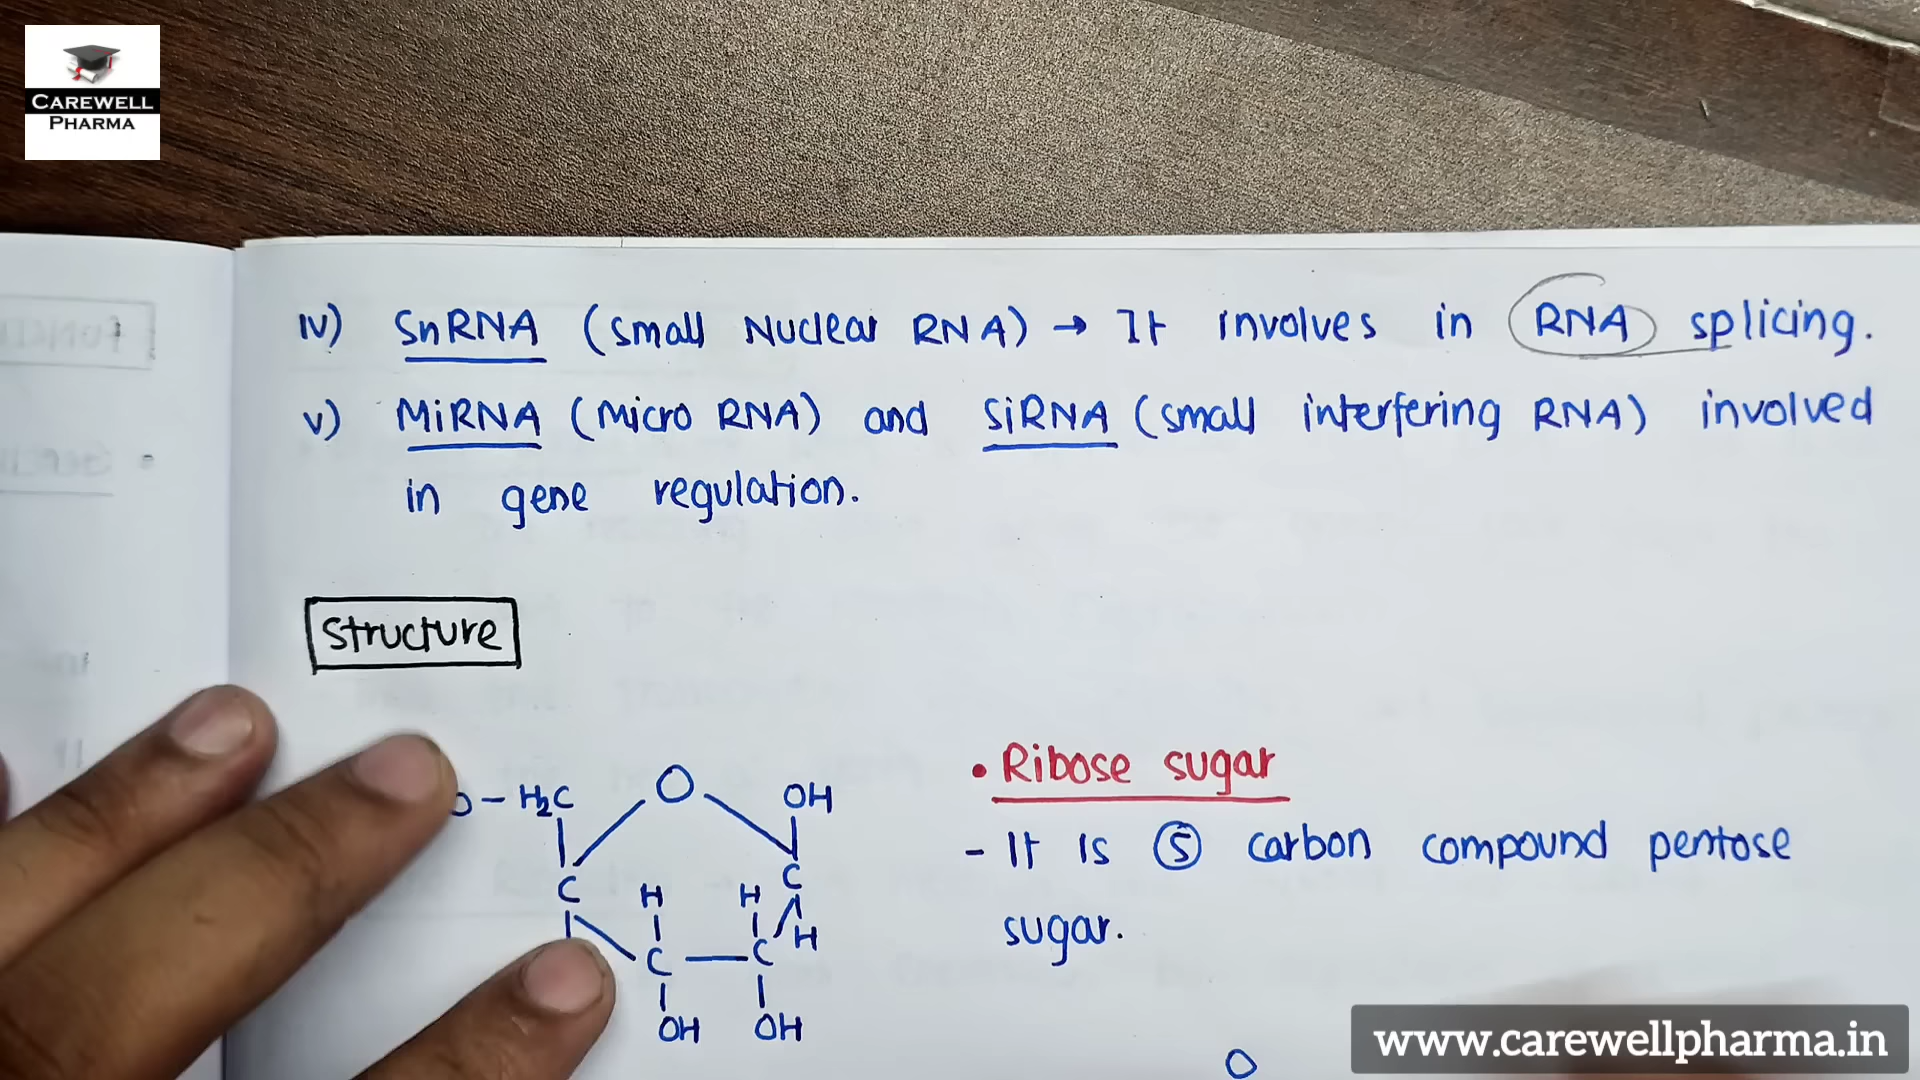 CAREWELL
PHARMA
iv) SnRNA (small Nuclear RNA) → It involves in RNA splicing.
v) MiRNA (micro RNA) and SiRNA (small interfering RNA) involved
in gene regulation.
Structure
• Ribose sugar
- It is 5 carbon compound pentose
sugar.
O – H₂C O OH
C H H C
H
C — C
OH OH
O
www.carewellpharma.in